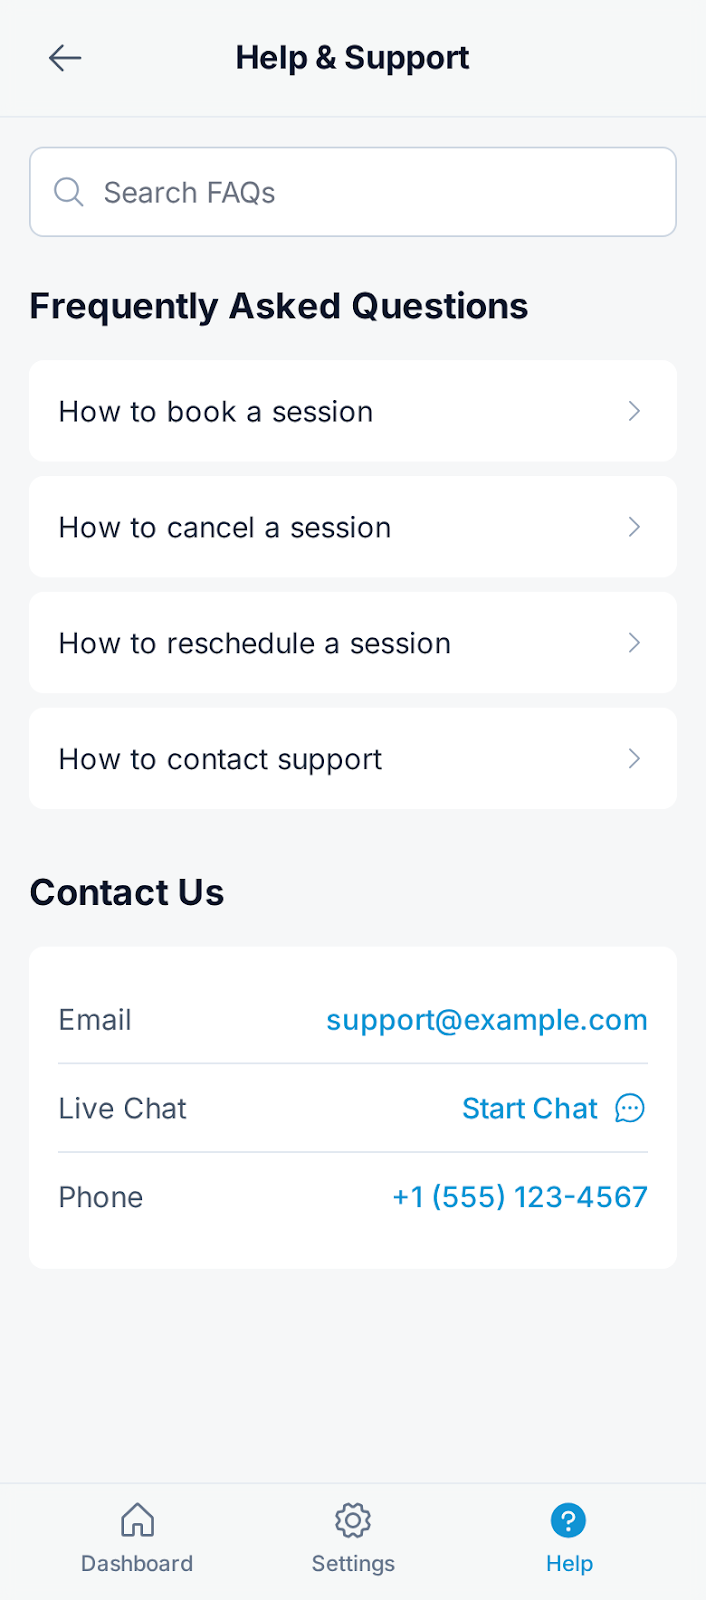 Help & Support
Search FAQs
Frequently Asked Questions
How to book a session
How to cancel a session
How to reschedule a session
How to contact support
Contact Us
Email support@example.com
Live Chat Start Chat
Phone +1 (555) 123-4567
Dashboard Settings Help